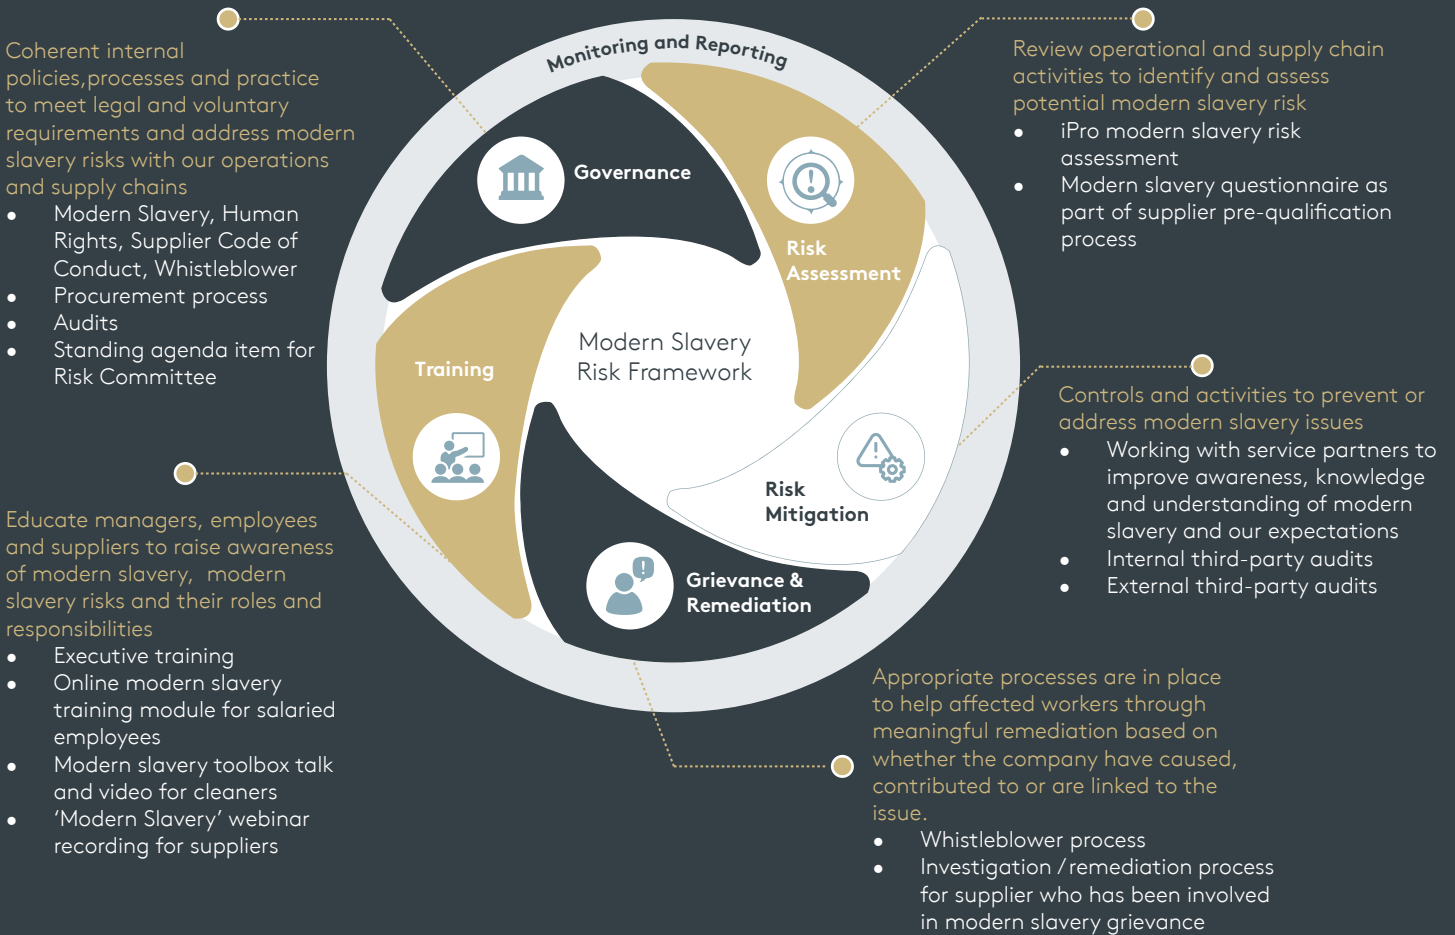 Monitoring and Reporting
Coherent internal
policies,processes and practice
to meet legal and voluntary
requirements and address modern
slavery risks with our operations
and supply chains
● Modern Slavery, Human
Rights, Supplier Code of
Conduct, Whistleblower
● Procurement process
● Audits
● Standing agenda item for
Risk Committee
Governance
Review operational and supply chain
activities to identify and assess
potential modern slavery risk
● iPro modern slavery risk
assessment
● Modern slavery questionnaire as
part of supplier pre-qualification
process
Risk
Assessment
Modern Slavery
Risk Framework
Training
Controls and activities to prevent or
address modern slavery issues
● Working with service partners to
improve awareness, knowledge
and understanding of modern
slavery and our expectations
● Internal third-party audits
● External third-party audits
Risk
Mitigation
Educate managers, employees
and suppliers to raise awareness
of modern slavery, modern
slavery risks and their roles and
responsibilities
● Executive training
● Online modern slavery
training module for salaried
employees
● Modern slavery toolbox talk
and video for cleaners
● ‘Modern Slavery’ webinar
recording for suppliers
Grievance &
Remediation
Appropriate processes are in place
to help affected workers through
meaningful remediation based on
whether the company have caused,
contributed to or are linked to the
issue.
● Whistleblower process
● Investigation / remediation process
for supplier who has been involved
in modern slavery grievance